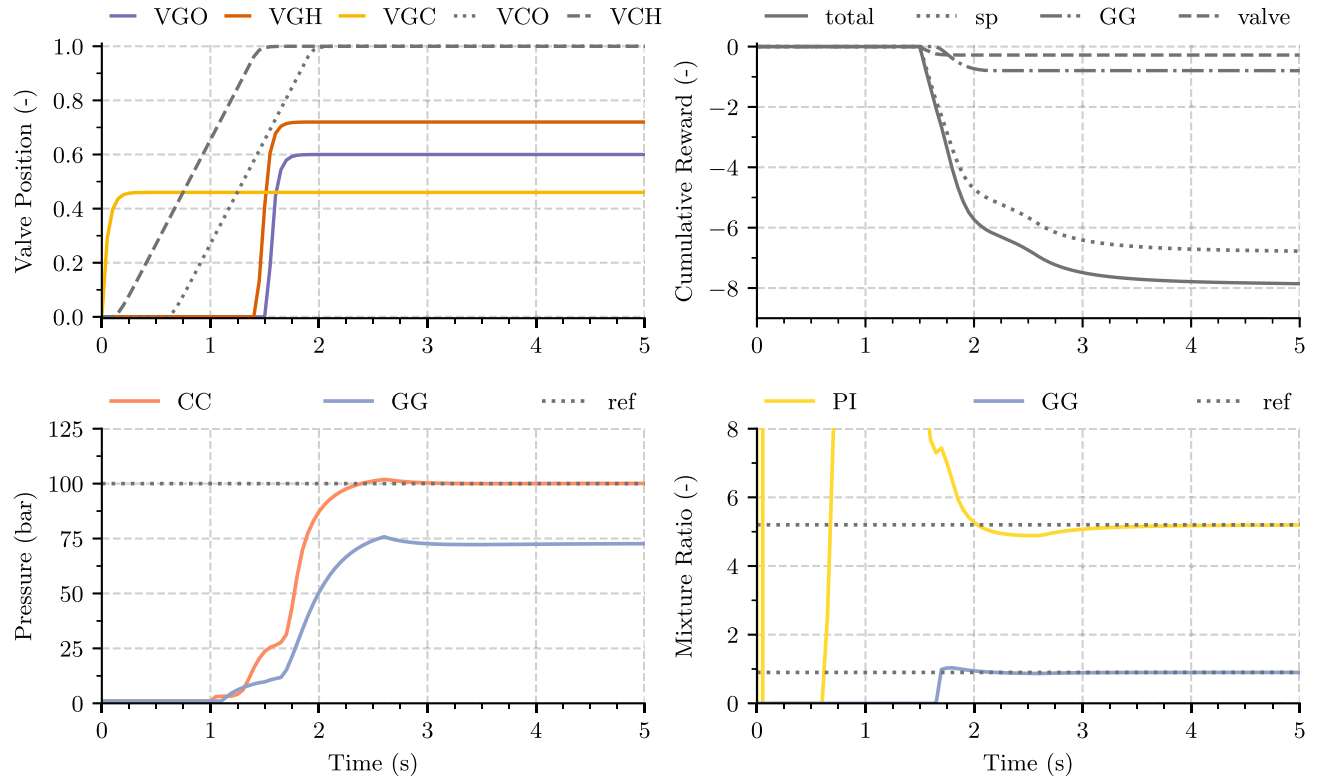 VGO VGH VGC VCO VCH
1.0
0.8
0.6
0.4
0.2
0.0
0 1 2 3 4 5
Valve Position (-)
total sp GG valve
0
−2
−4
−6
−8
0 1 2 3 4 5
Cumulative Reward (-)
CC GG ref
125
100
75
50
25
0
0 1 2 3 4 5
Pressure (bar)
Time (s)
PI GG ref
8
6
4
2
0
0 1 2 3 4 5
Mixture Ratio (-)
Time (s)